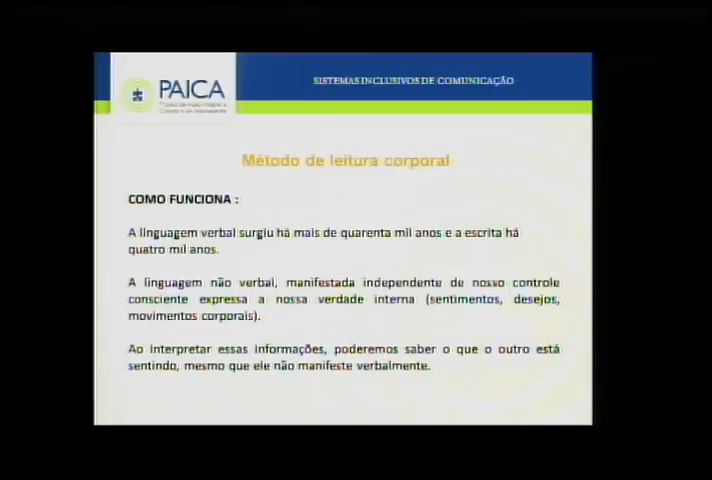 SISTEMAS INCLUSIVOS DE COMUNICAÇÃO
PAICA
Método de leitura corporal
COMO FUNCIONA :
A linguagem verbal surgiu há mais de quarenta mil anos e a escrita há
quatro mil anos.
A linguagem não verbal, manifestada independente de nosso controle
consciente expressa a nossa verdade interna (sentimentos, desejos,
movimentos corporais).
Ao interpretar essas informações, poderemos saber o que o outro está
sentindo, mesmo que ele não manifeste verbalmente.